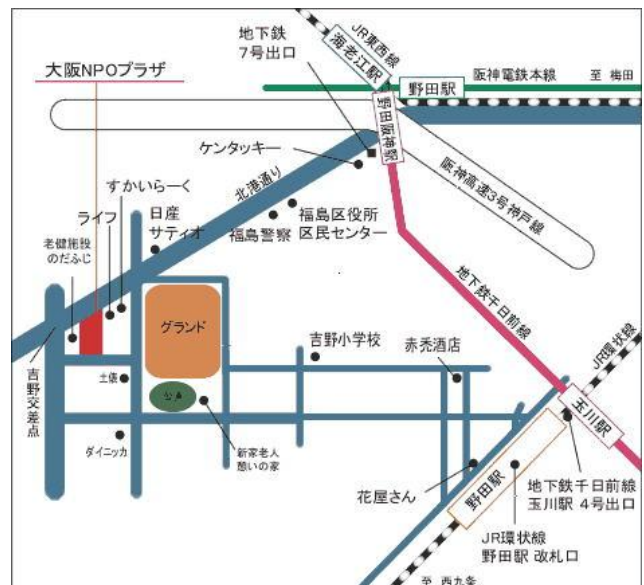 地下鉄
7号出口
JR東西線
海老江駅
大阪NPOプラザ
阪神電鉄本線
至 梅田
野田駅
野田阪神駅
ケンタッキー
北港通り
阪神高速3号神戸線
すかいらーく
ライフ
日産
サティオ
福島警察
福島区役所
区民センター
老健施設
のだふじ
グランド
地下鉄千日前線
JR環状線
吉野小学校
赤禿酒店
吉野交差点
土俵
新家老人
憩いの家
ダイニッカ
玉川駅
花屋さん
野田駅
地下鉄千日前線
玉川駅 4号出口
JR環状線
野田駅 改札口
至 西九条